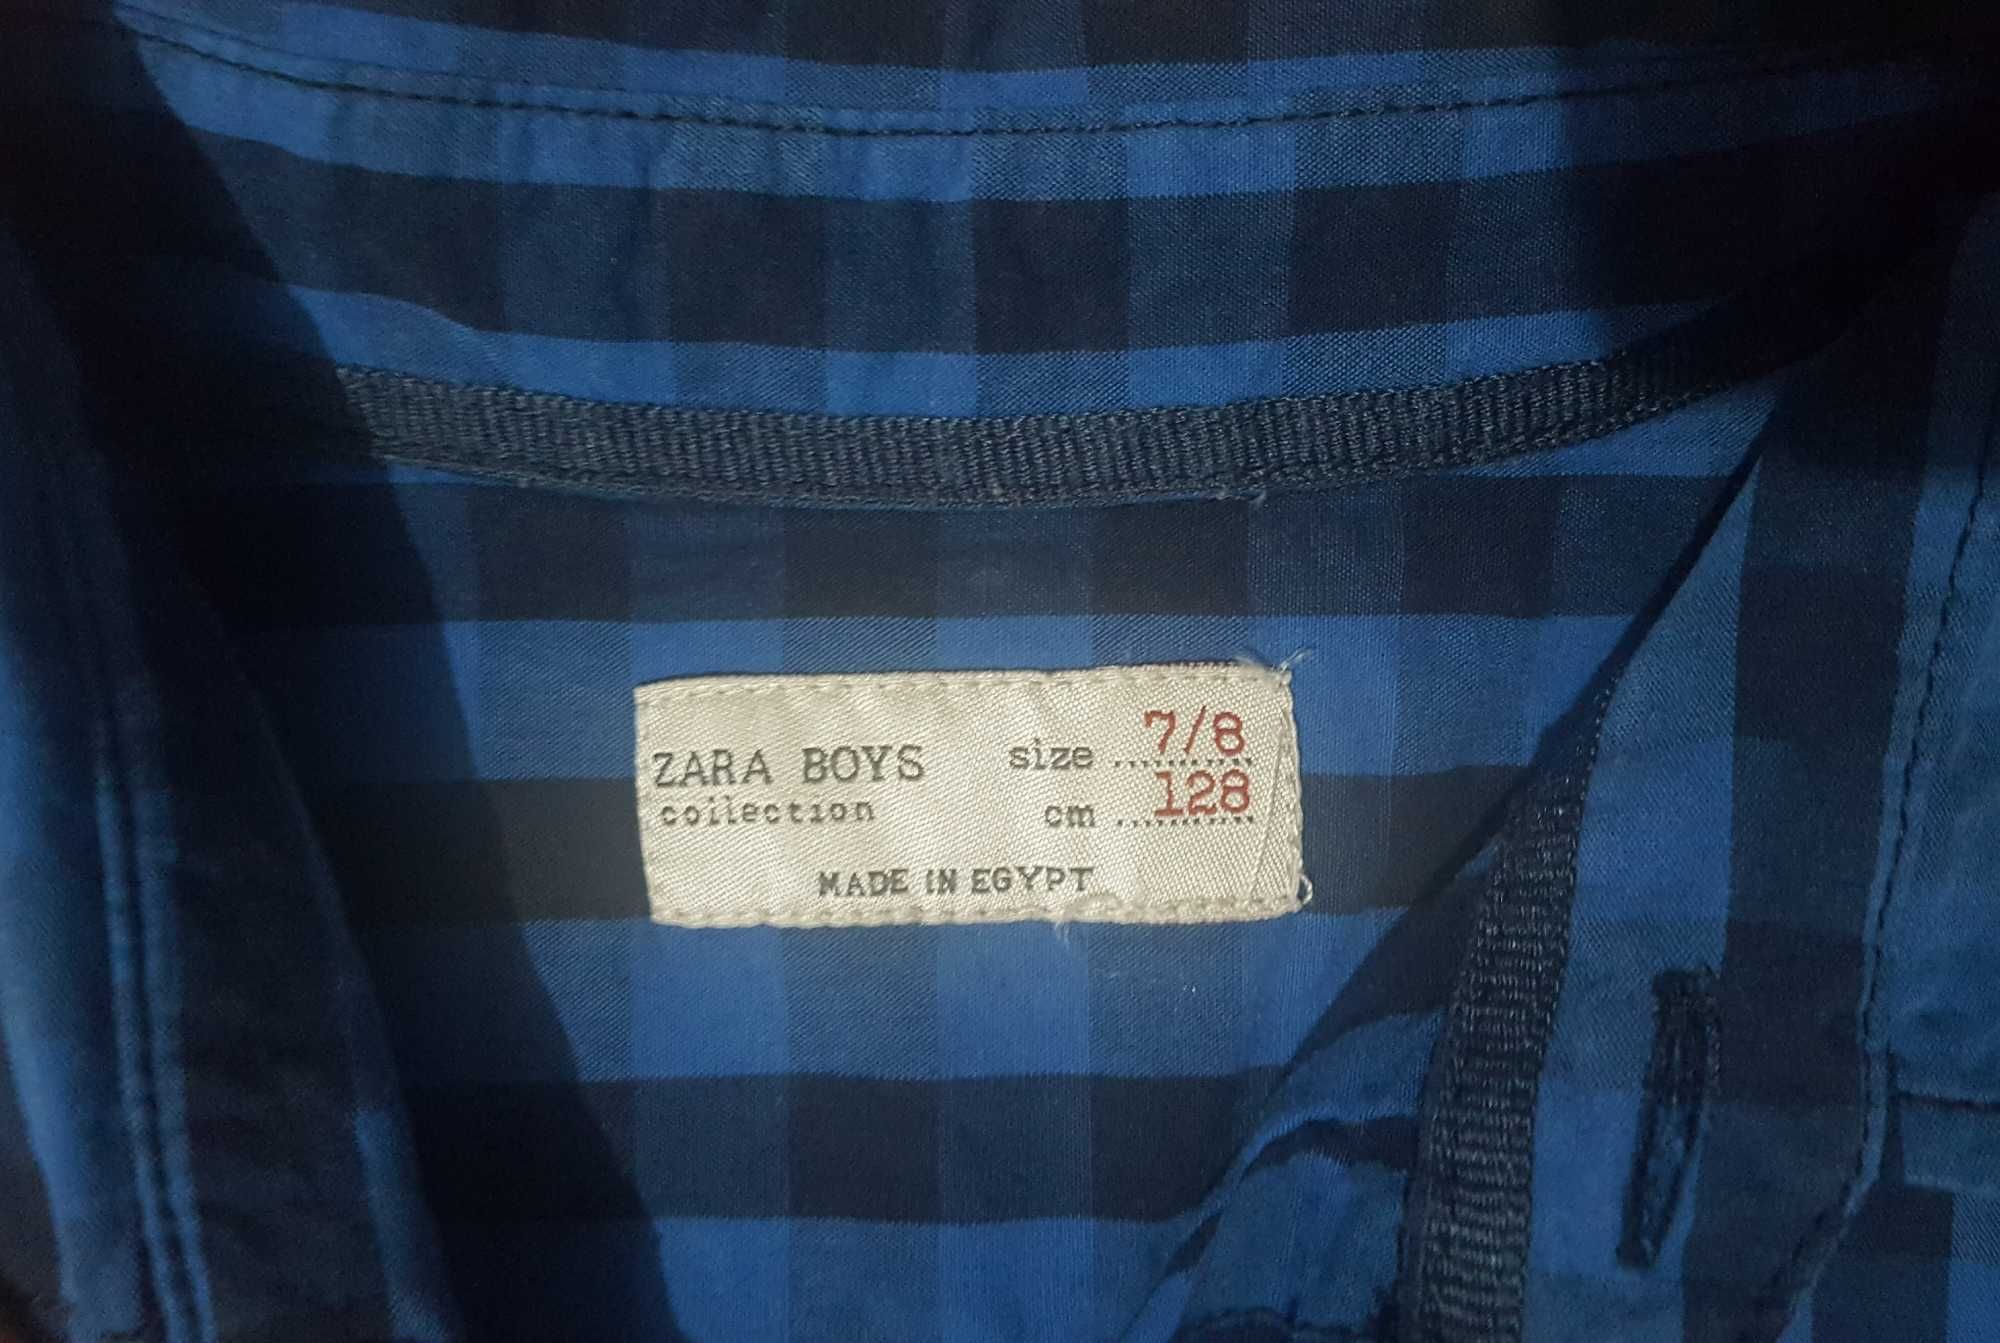 ZARA BOYS size 7/8
collection cm 128
MADE IN EGYPT